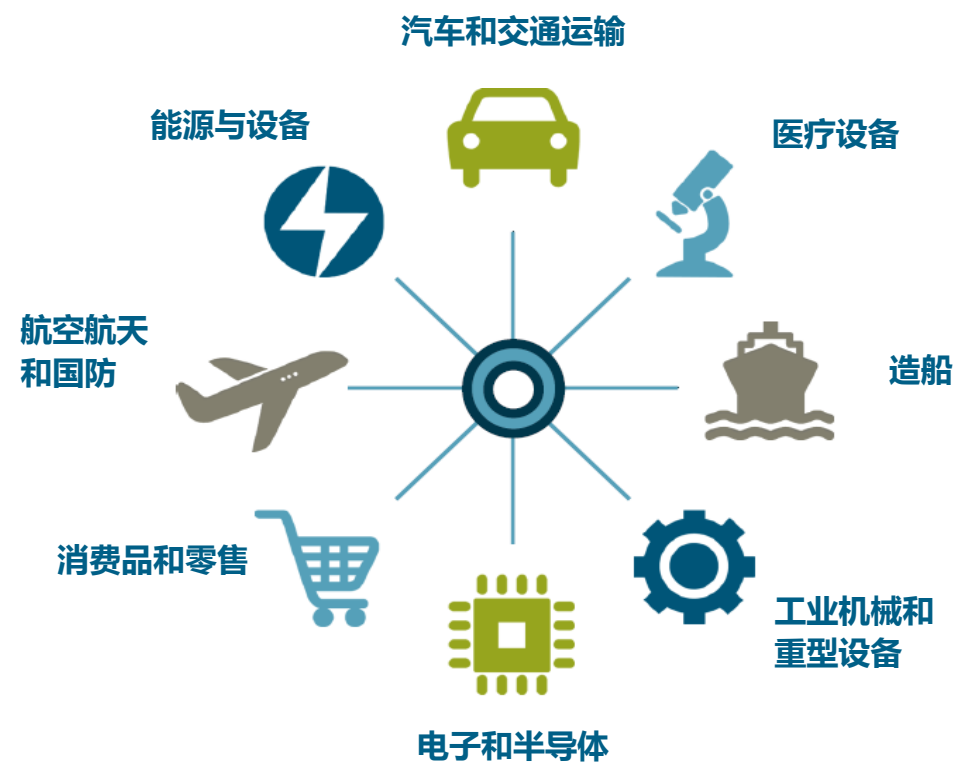 汽车和交通运输
能源与设备
医疗设备
航空航天
和国防
造船
消费品和零售
工业机械和
重型设备
电子和半导体